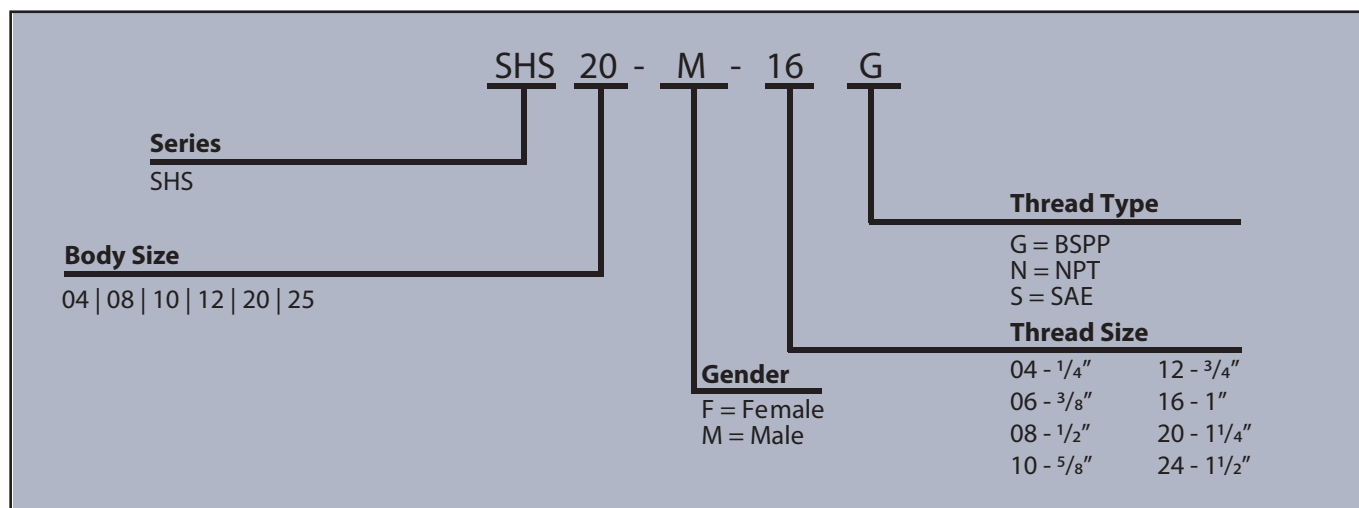 SHS 20 - M - 16 G
Series
SHS
Body Size
04 | 08 | 10 | 12 | 20 | 25
Gender
F = Female
M = Male
Thread Type
G = BSPP
N = NPT
S = SAE
Thread Size
04 - 1/4" 12 - 3/4"
06 - 3/8" 16 - 1"
08 - 1/2" 20 - 11/4"
10 - 5/8" 24 - 11/2"